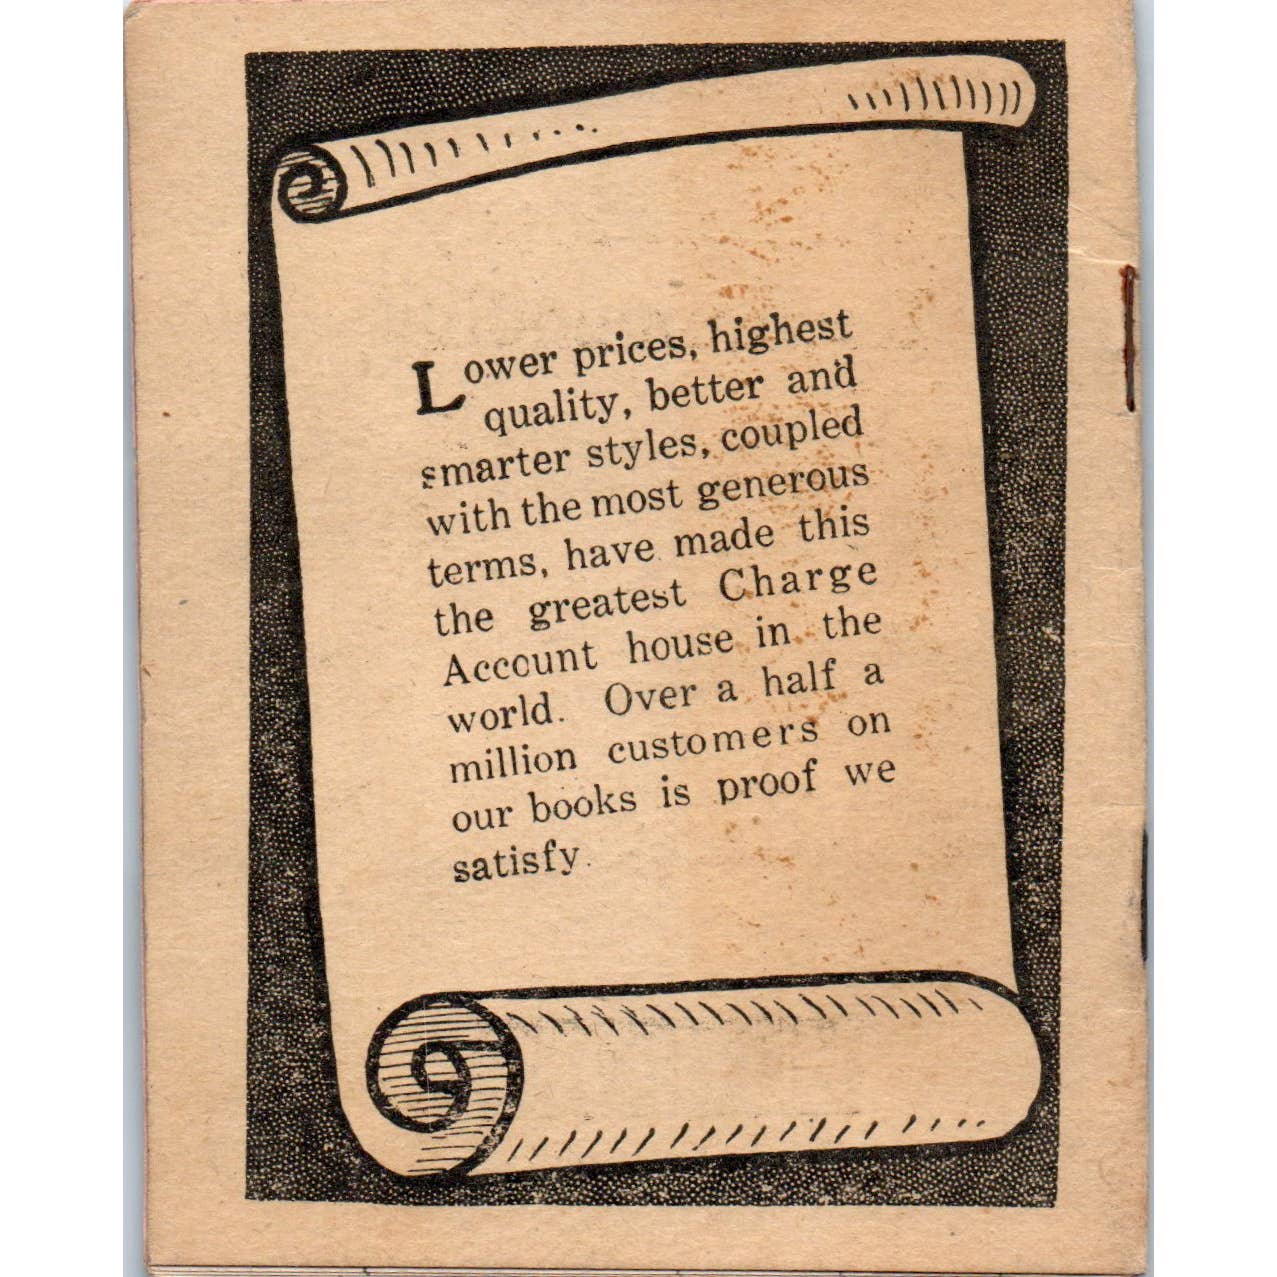 Lower prices, highest
quality, better and
smarter styles, coupled
with the most generous
terms, have made this
the greatest Charge
Account house in the
world. Over a half a
million customers on
our books is proof we
satisfy.